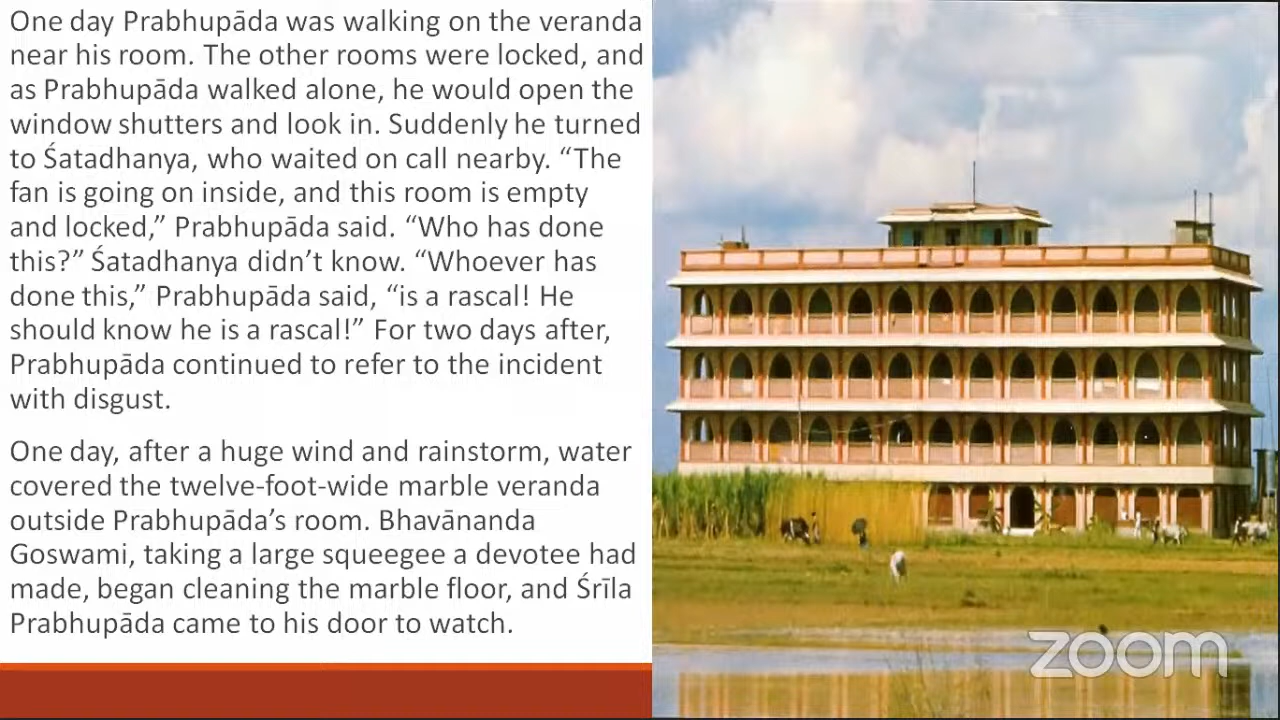 One day Prabhupāda was walking on the veranda
near his room. The other rooms were locked, and
as Prabhupāda walked alone, he would open the
window shutters and look in. Suddenly he turned
to Śatadhanya, who waited on call nearby. “The
fan is going on inside, and this room is empty
and locked,” Prabhupāda said. “Who has done
this?” Śatadhanya didn’t know. “Whoever has
done this,” Prabhupāda said, “is a rascal! He
should know he is a rascal!” For two days after,
Prabhupāda continued to refer to the incident
with disgust.
One day, after a huge wind and rainstorm, water
covered the twelve-foot-wide marble veranda
outside Prabhupāda’s room. Bhavānanda
Goswami, taking a large squeegee a devotee had
made, began cleaning the marble floor, and Śrīla
Prabhupāda came to his door to watch.
zoom